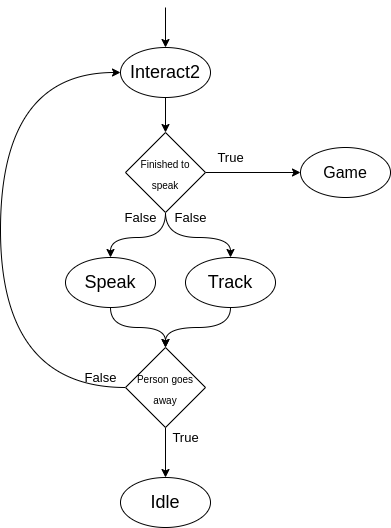 Interact2
Finished to
speak
True
Game
False
False
Speak
Track
Person goes
away
False
True
Idle